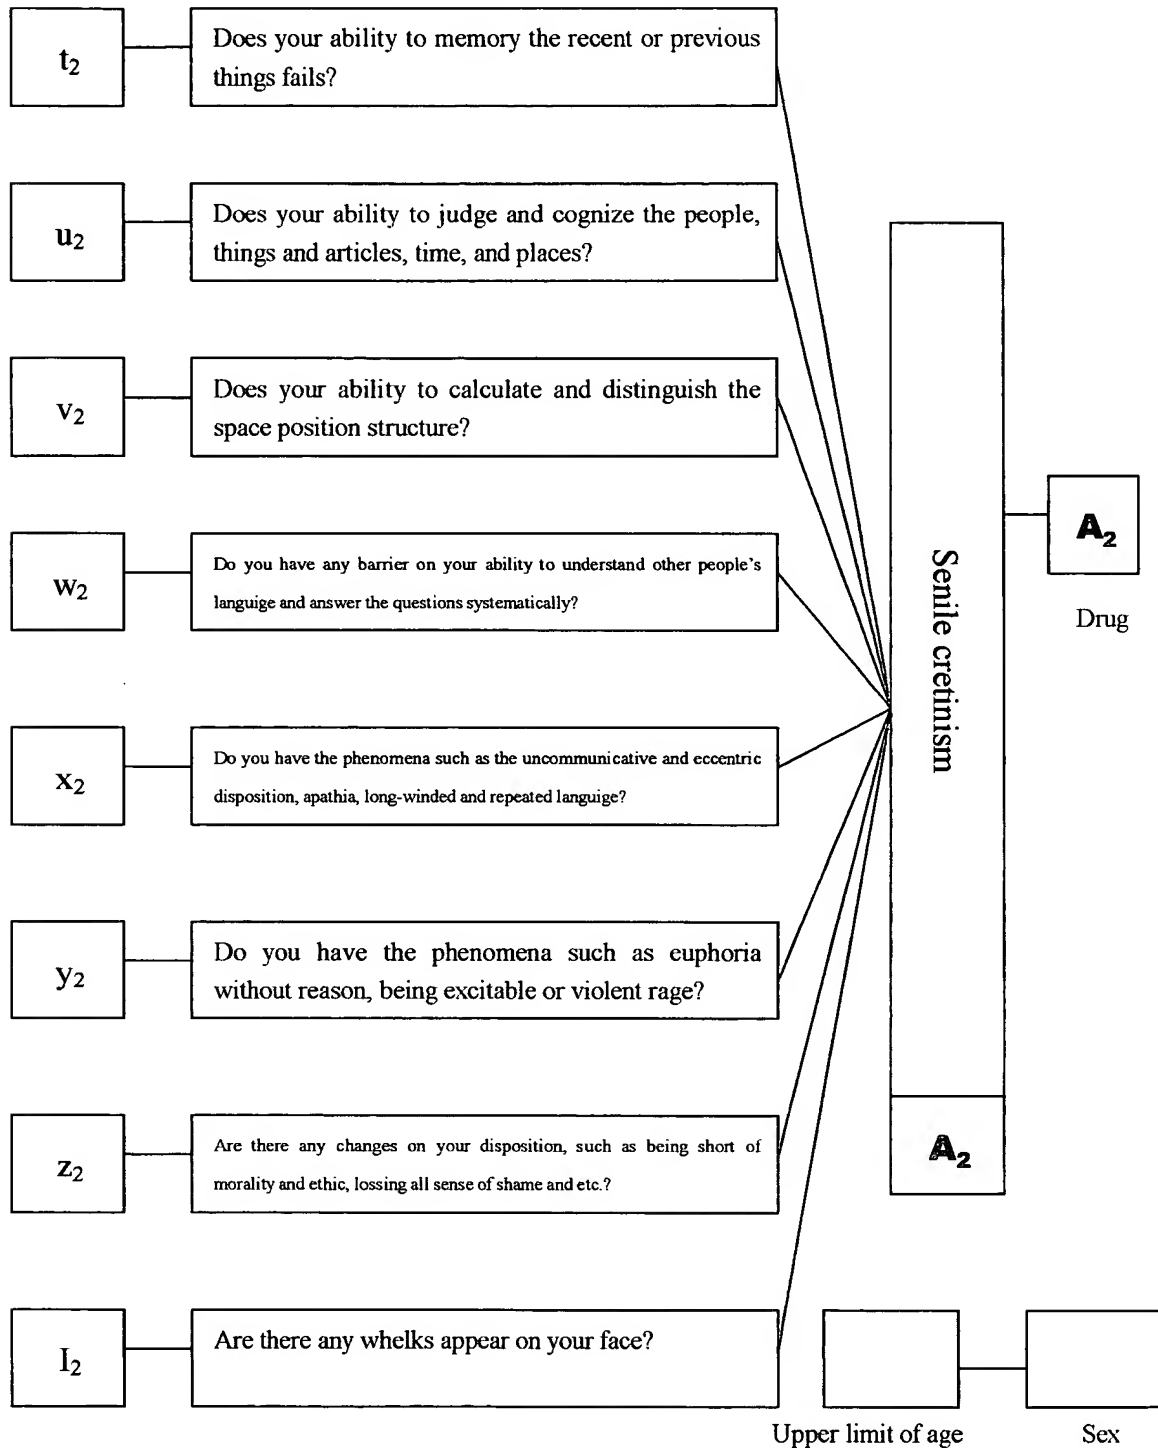 t2
Does your ability to memory the recent or previous
things fails?
u2
Does your ability to judge and cognize the people,
things and articles, time, and places?
v2
Does your ability to calculate and distinguish the
space position structure?
w2
Do you have any barrier on your ability to understand other people's
languige and answer the questions systematically?
x2
Do you have the phenomena such as the uncommunicative and eccentric
disposition, apathia, long-winded and repeated languige?
y2
Do you have the phenomena such as euphoria
without reason, being excitable or violent rage?
z2
Are there any changes on your disposition, such as being short of
morality and ethic, lossing all sense of shame and etc.?
I2
Are there any whelks appear on your face?
Senile cretinism
A2
A2
Drug
Upper limit of age
Sex